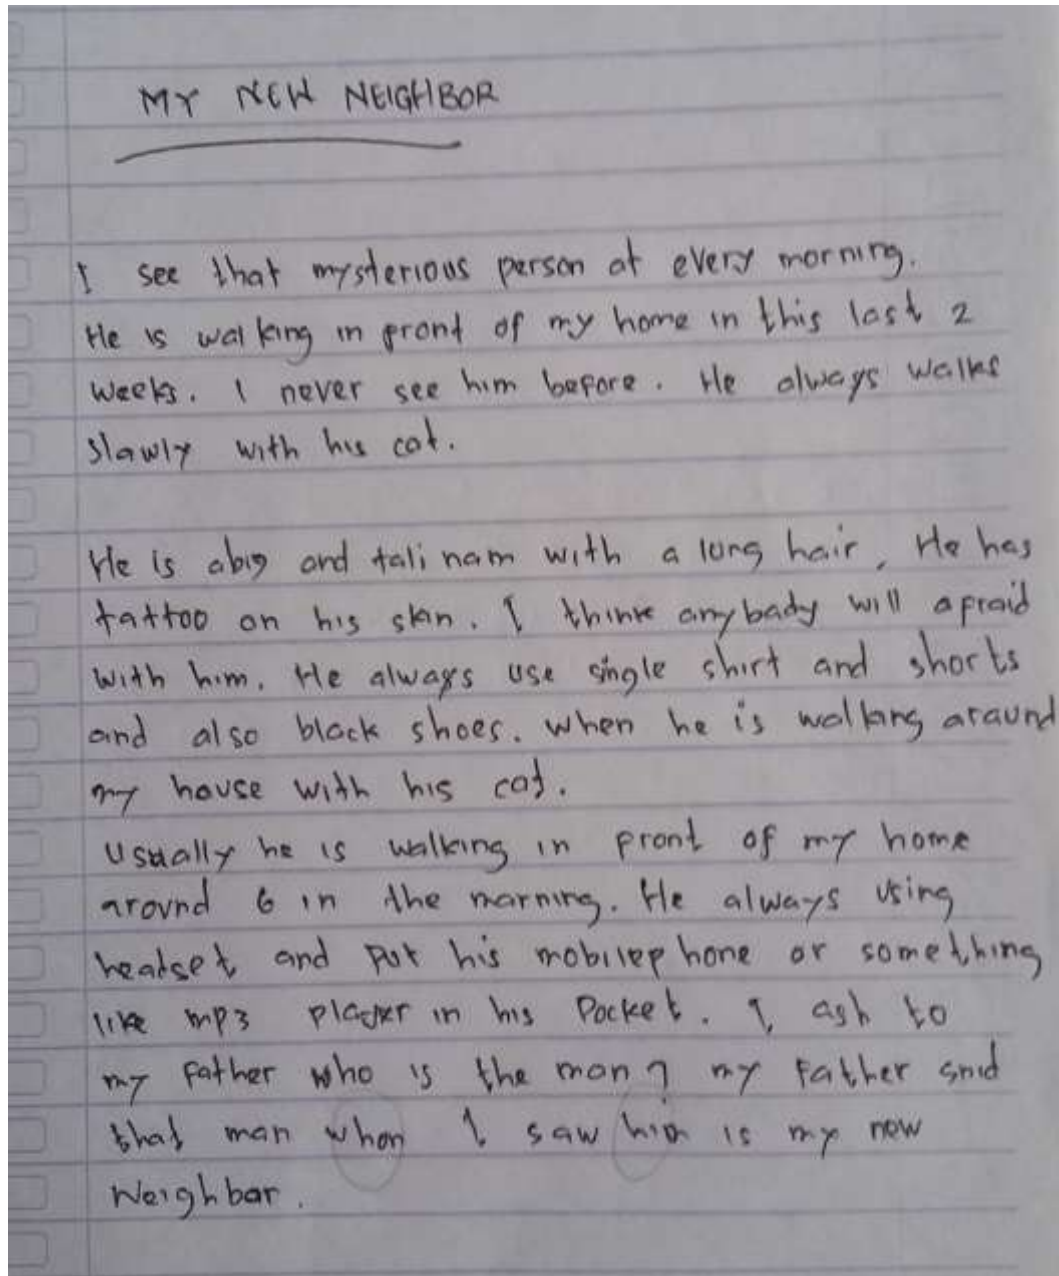 MY NEW NEIGHBOR
I see that mysterious person at every morning.
He is walking in pront of my home in this last 2
weeks. I never see him bepore. He always walks
slawly with his cat.
He is abig and tali nam with a long hair, He has
tattoo on his skin. I think anybady will apraid
with him. He always use single shirt and shorts
and also black shoes. when he is walking araund
my house with his cat.
Usually he is walking in pront of my home
around 6 in the marning. He always using
headset and put his mobilephone or something
like mp3 player in his Pocket. I ash to
my father who is the man? my father said
that man whon I saw him is my new
Neighbar.